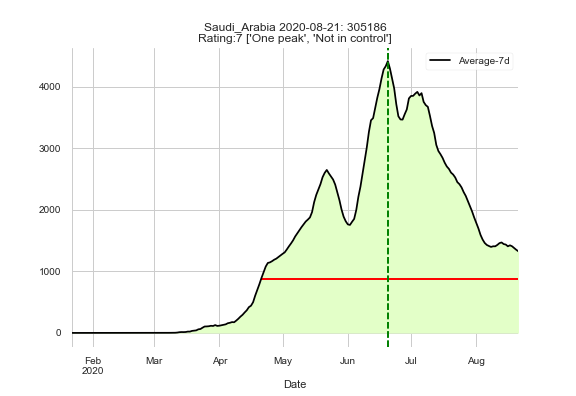 Saudi_Arabia 2020-08-21: 305186
Rating:7 ['One peak', 'Not in control']
Average-7d
4000
3000
2000
1000
0
Feb Mar Apr May Jun Jul Aug
2020
Date